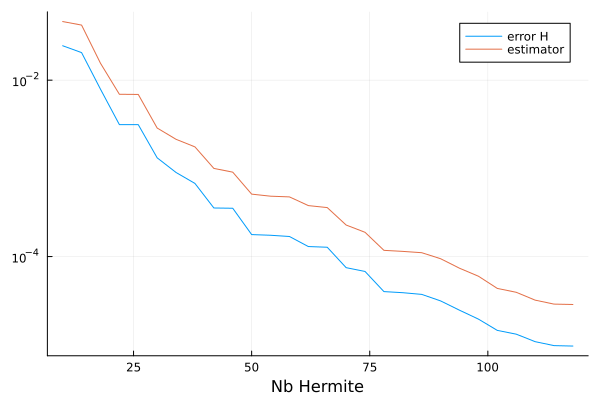 error H
estimator
10⁻²
10⁻⁴
25 50 75 100
Nb Hermite